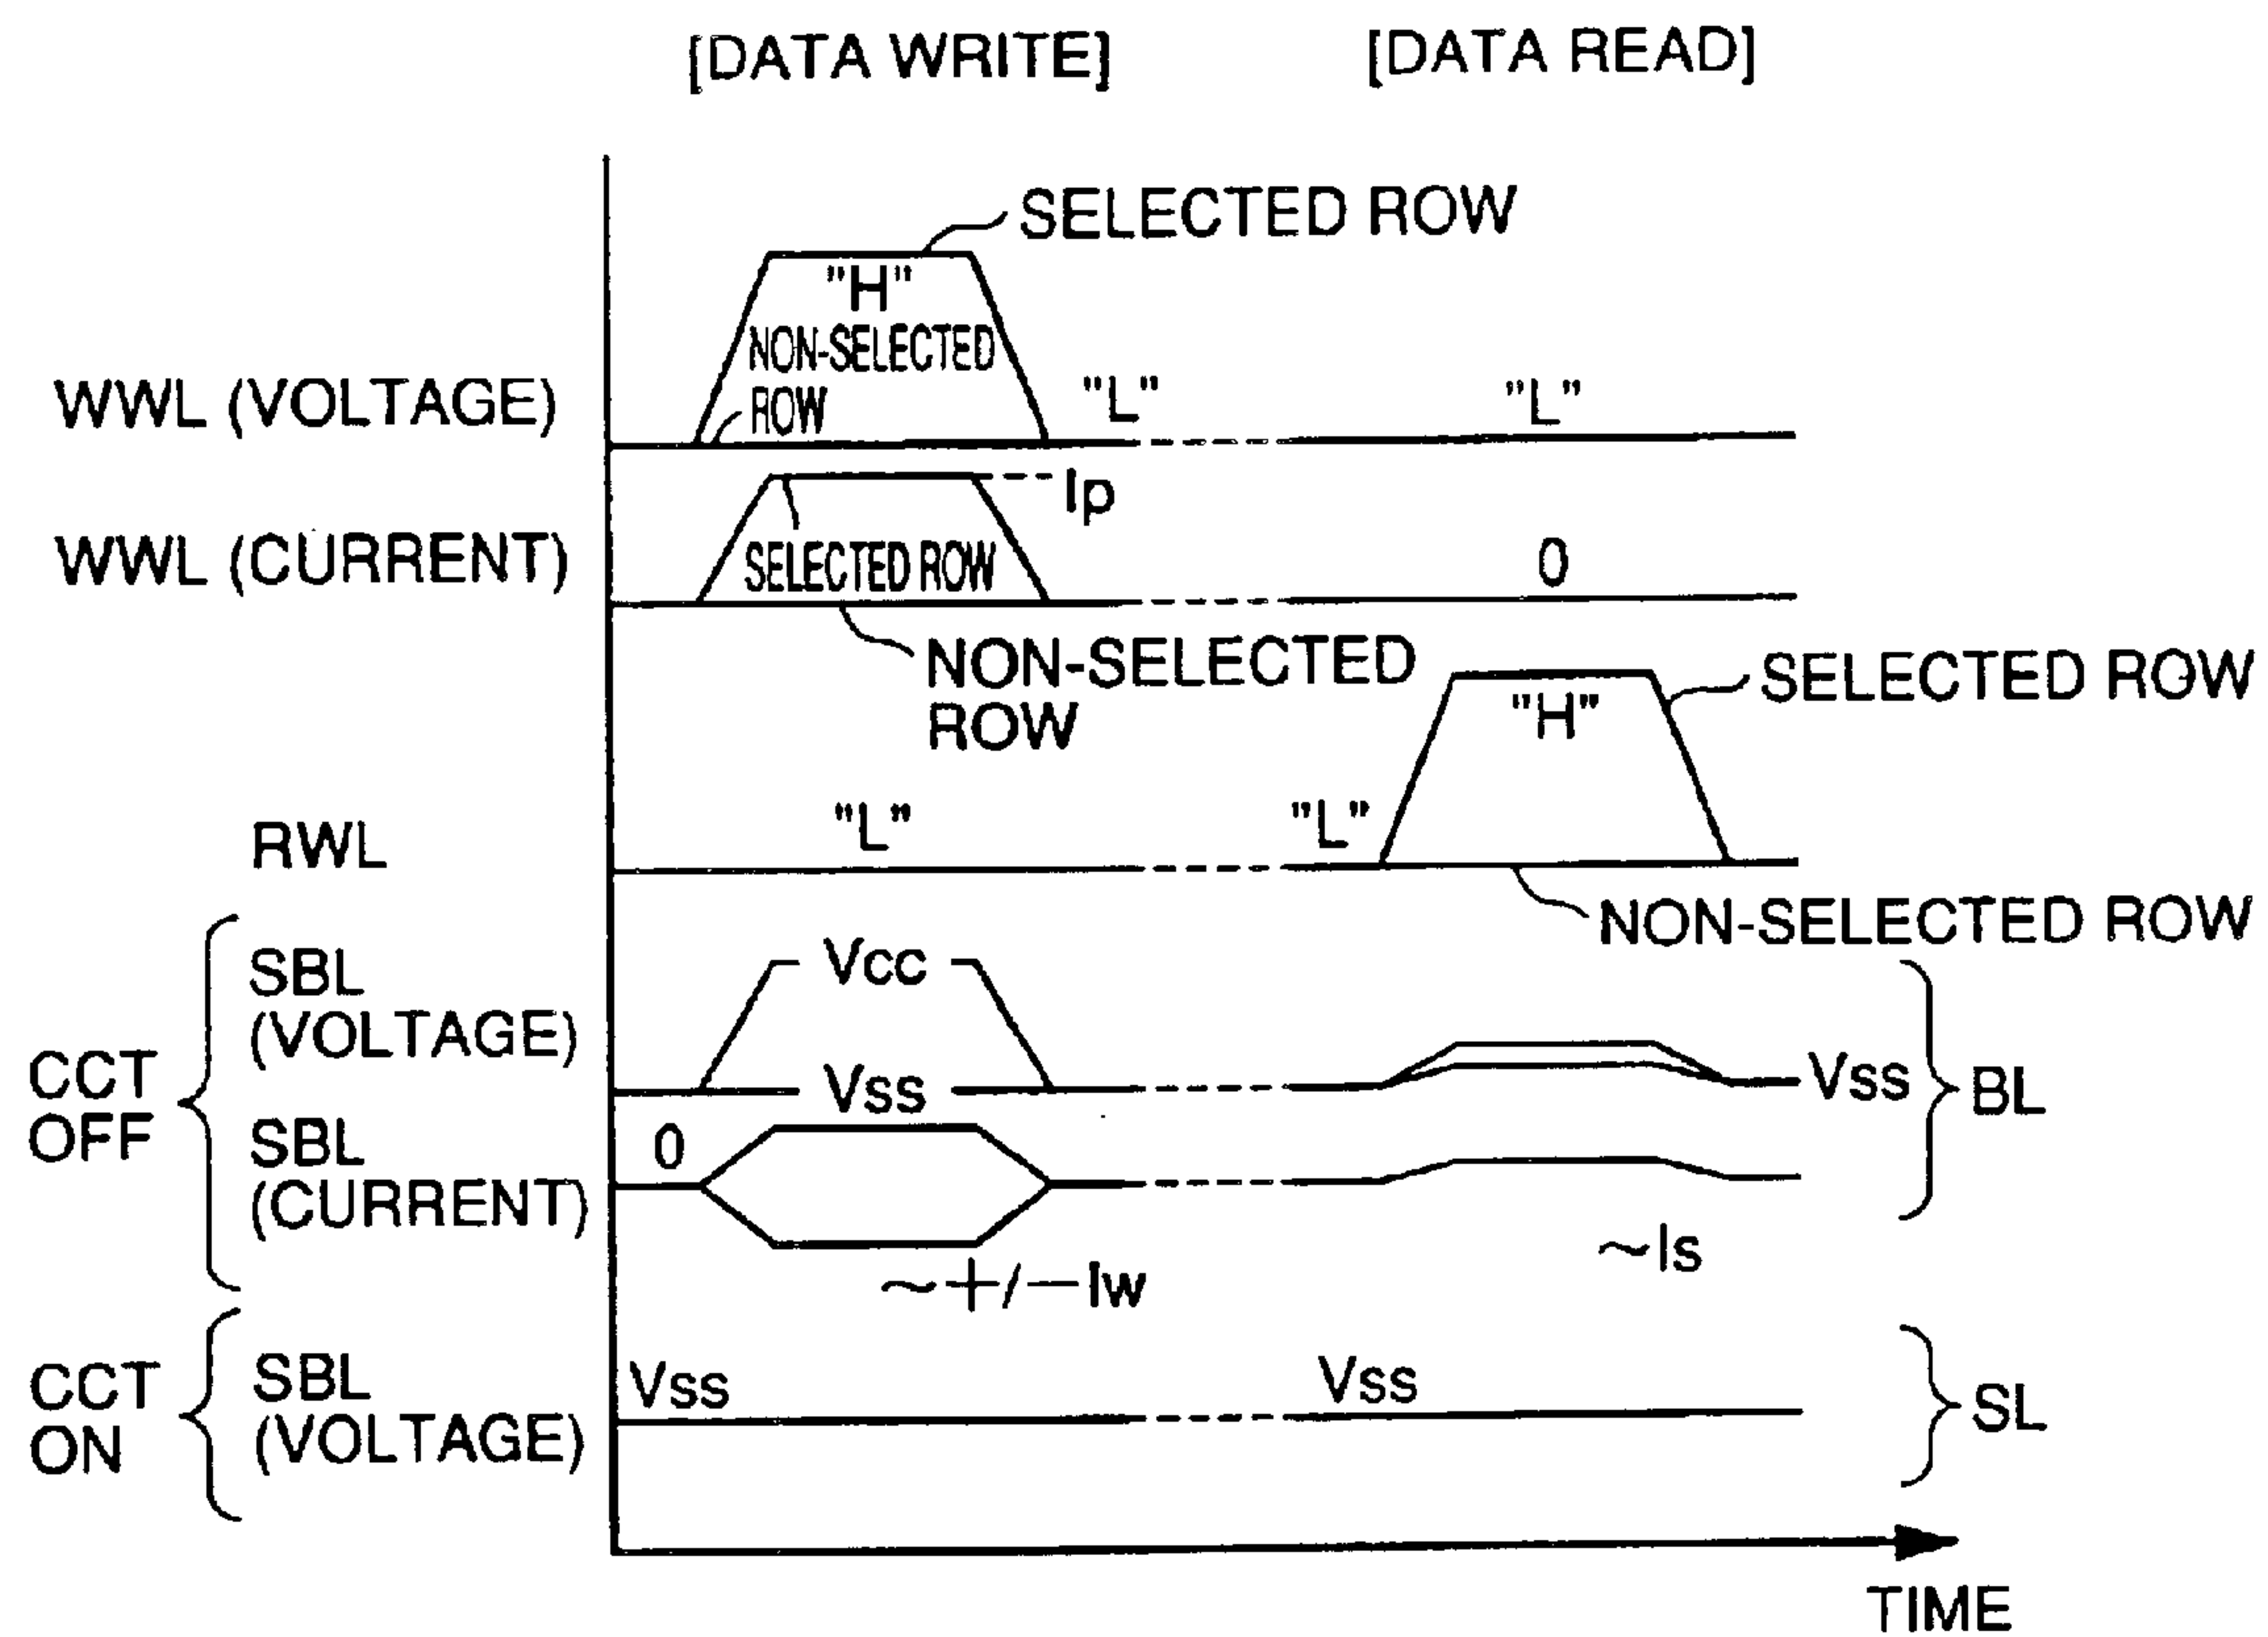 [DATA WRITE] [DATA READ]
SELECTED ROW
"H"
NON-SELECTED
ROW
WWL (VOLTAGE) "L" "L"
Ip
WWL (CURRENT) SELECTED ROW 0
NON-SELECTED
ROW
SELECTED ROW
"H"
RWL "L" "L"
NON-SELECTED ROW
SBL
(VOLTAGE)
Vcc
CCT
OFF
Vss Vss BL
SBL
(CURRENT)
0
~+/−Iw ~Is
CCT
ON
SBL
(VOLTAGE)
Vss Vss SL
TIME